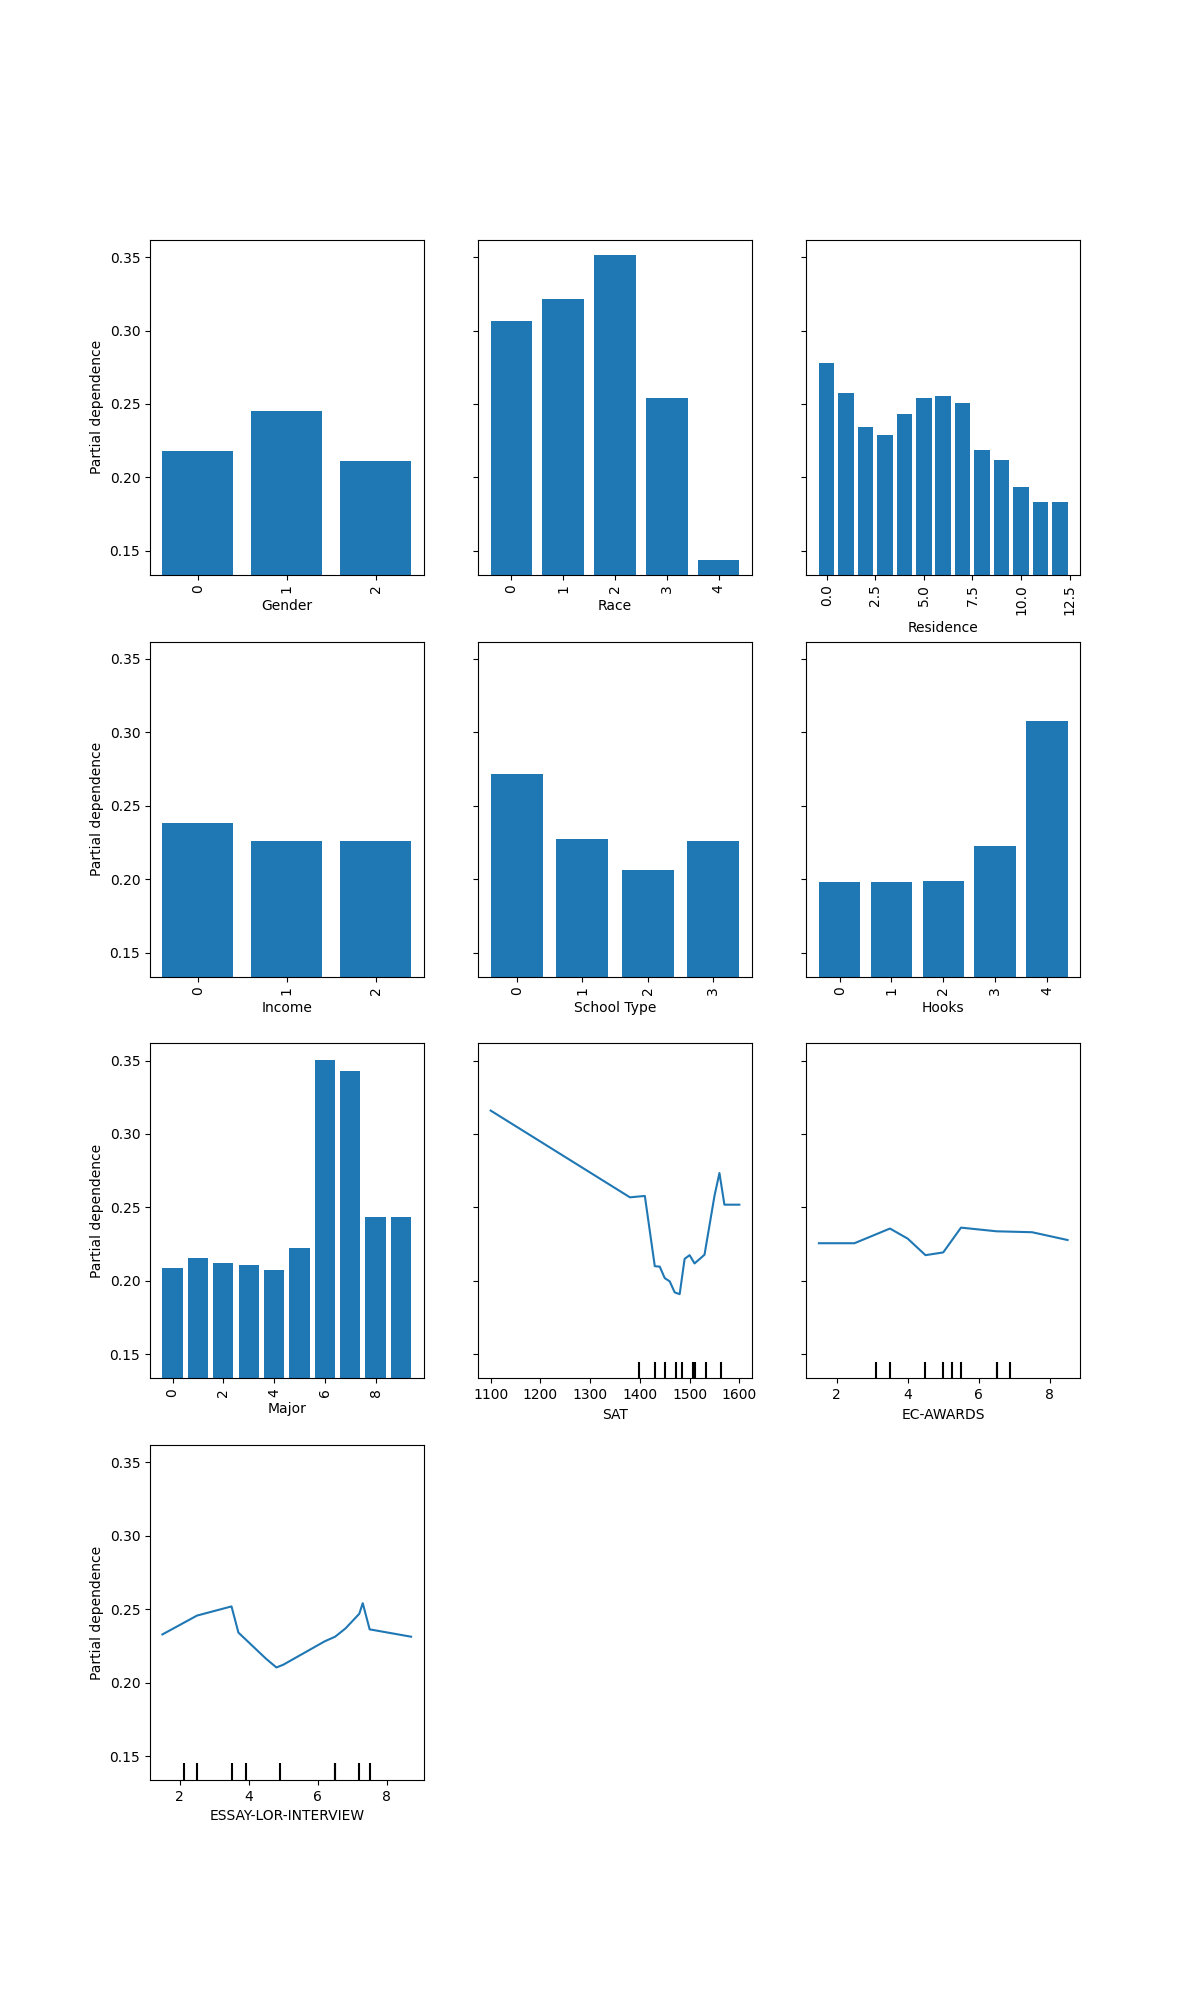 0.35
0.30
0.25
0.20
0.15
Partial dependence
0 1 2
Gender
0 1 2 3 4
Race
0.0 2.5 5.0 7.5 10.0 12.5
Residence
0.35
0.30
0.25
0.20
0.15
Partial dependence
0 1 2
Income
0 1 2 3
School Type
0 1 2 3 4
Hooks
0.35
0.30
0.25
0.20
0.15
Partial dependence
0 2 4 6 8
Major
1100 1200 1300 1400 1500 1600
SAT
2 4 6 8
EC-AWARDS
0.35
0.30
0.25
0.20
0.15
Partial dependence
2 4 6 8
ESSAY-LOR-INTERVIEW